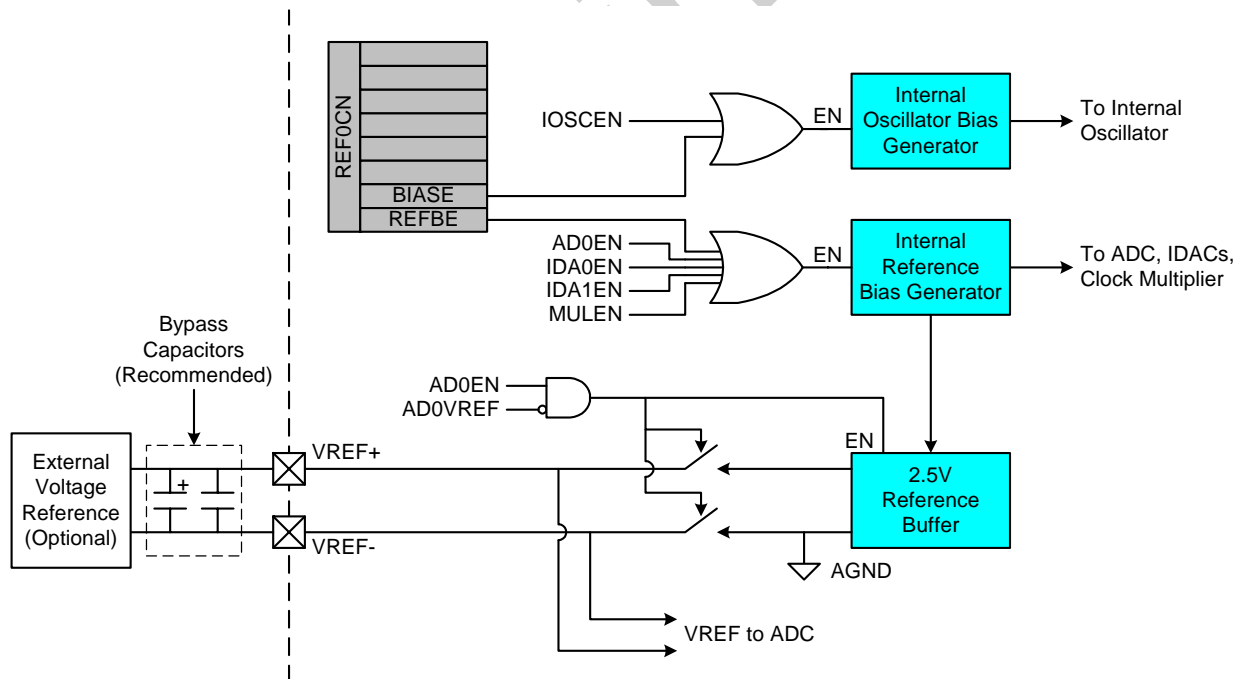 REF0CN
BIASE
REFBE
IOSCEN
EN
Internal
Oscillator Bias
Generator
To Internal
Oscillator
AD0EN
IDA0EN
IDA1EN
MULEN
EN
Internal
Reference
Bias Generator
To ADC, IDACs,
Clock Multiplier
Bypass
Capacitors
(Recommended)
AD0EN
AD0VREF
EN
External
Voltage
Reference
(Optional)
+
VREF+
VREF-
2.5V
Reference
Buffer
AGND
VREF to ADC